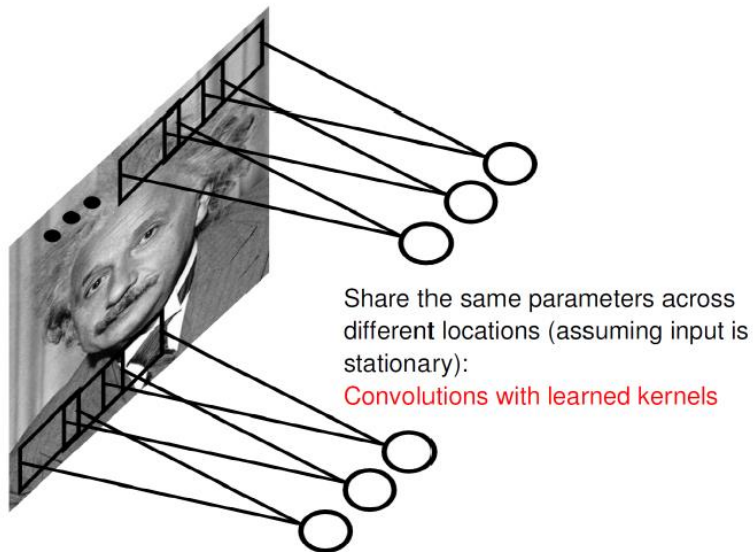 Share the same parameters across
different locations (assuming input is
stationary):
Convolutions with learned kernels